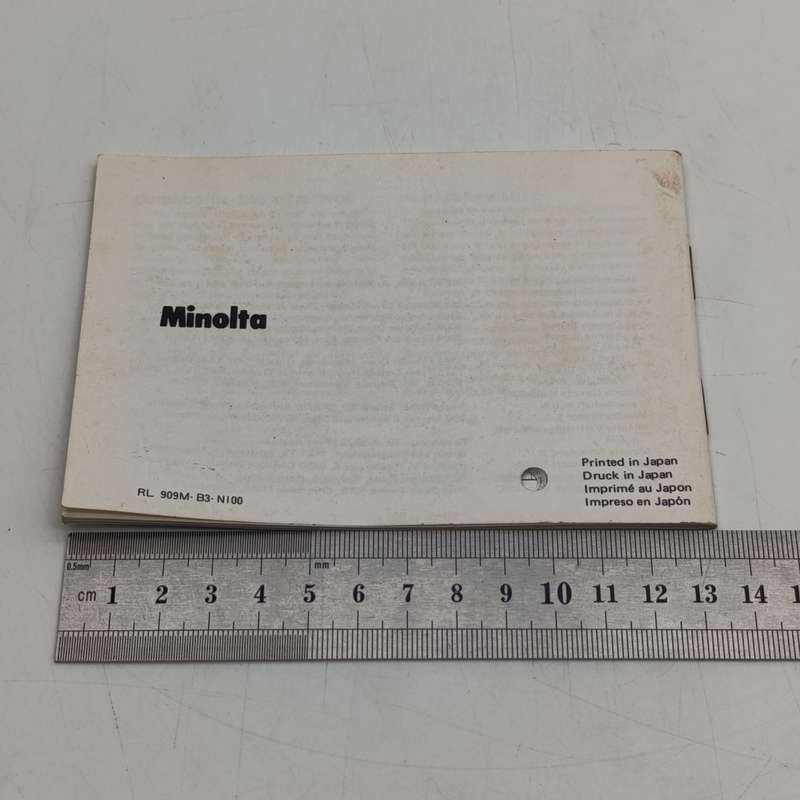 Minolta
RL 909M-B3-N100
Printed in Japan
Druck in Japan
Imprimé au Japon
Impreso en Japón
0.5mm
mm
cm 1 2 3 4 5 6 7 8 9 10 11 12 13 14 1